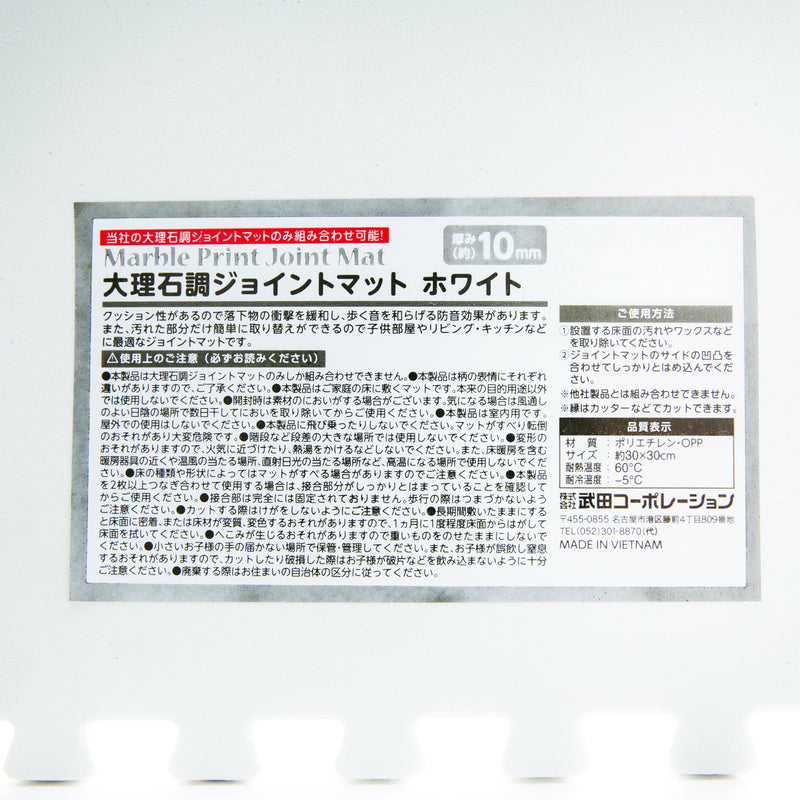 当社の大理石調ジョイントマットのみ組み合わせ可能!
Marble Print Joint Mat
厚み(約)10mm
大理石調ジョイントマット ホワイト
クッション性があるので落下物の衝撃を緩和し、歩く音を和らげる防音効果があります。
また、汚れた部分だけ簡単に取り替えができるので子供部屋やリビング・キッチンなど
に最適なジョイントマットです。
⚠使用上のご注意(必ずお読みください)
●本製品は大理石調ジョイントマットのみしか組み合わせできません。●本製品は柄の表情にそれぞれ
違いがありますので、ご了承ください。●本製品はご家庭の床に敷くマットです。本来の目的用途以外
では使用しないでください。●開封時は素材のにおいがする場合がございます。気になる場合は風通し
のよい日陰の場所で数日干してにおいを取り除いてからご使用ください。●本製品は室内用です。
屋外での使用はしないでください。●本製品に飛び乗ったりしないでください。マットがすべり転倒
のおそれがあり大変危険です。●階段など段差の大きな場所では使用しないでください。●変形の
おそれがありますので、火気に近づけたり、熱湯をかけるなどしないでください。また、床暖房を含む
暖房器具の近くや温風の当たる場所、直射日光の当たる場所など、高温になる場所で使用しないでくだ
さい。●床の種類や形状によってはマットがすべる場合がありますのでご注意ください。●本製品
を2枚以上つなぎ合わせて使用する場合は、接合部分がしっかりとはまっていることを確認して
からご使用ください。●接合部は完全には固定されておりません。歩行の際はつまづかないよう
ご注意ください。●カットする際はけがをしないようにご注意ください。●長期間敷いたままにする
と床面に密着、または床材が変質、変色するおそれがありますので、1ヵ月に1度程度床面からはがして
床面を拭いてください。●へこみが生じるおそれがありますので重いものをのせたままにしないで
ください。●小さいお子様の手の届かない場所で保管・管理してください。また、お子様が誤飲し窒息
するおそれがありますので、カットしたり破損した際はお子様が破片などを飲み込まないように十分
ご注意ください。●廃棄する際はお住まいの自治体の区分に従ってください。
ご使用方法
①設置する床面の汚れやワックスなど
を取り除いてください。
②ジョイントマットのサイドの凹凸を
合わせてしっかりとはめ込んでくだ
さい。
※他社製品とは組み合わせできません。
※縁はカッターなどでカットできます。
品質表示
材 質:ポリエチレン・OPP
サイズ:約30×30cm
耐熱温度:60℃
耐冷温度:-5℃
株式会社 武田コーポレーション
〒455-0855 名古屋市港区藤前4丁目809番地
TEL(052)301-8870(代)
MADE IN VIETNAM